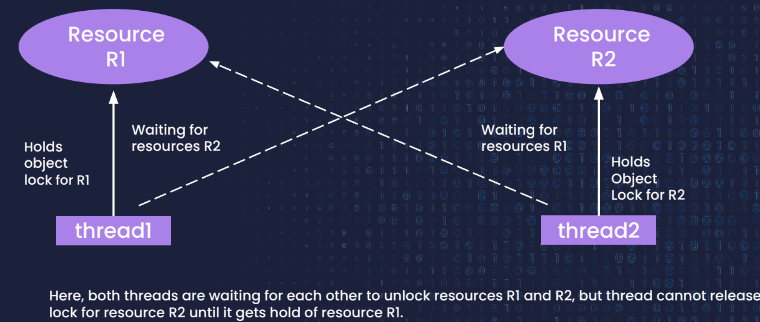 Resource
R1
Resource
R2
Waiting for
resources R2
Waiting for
resources R1
Holds
object
lock for R1
Holds
Object
Lock for R2
thread1
thread2
Here, both threads are waiting for each other to unlock resources R1 and R2, but thread cannot release
lock for resource R2 until it gets hold of resource R1.